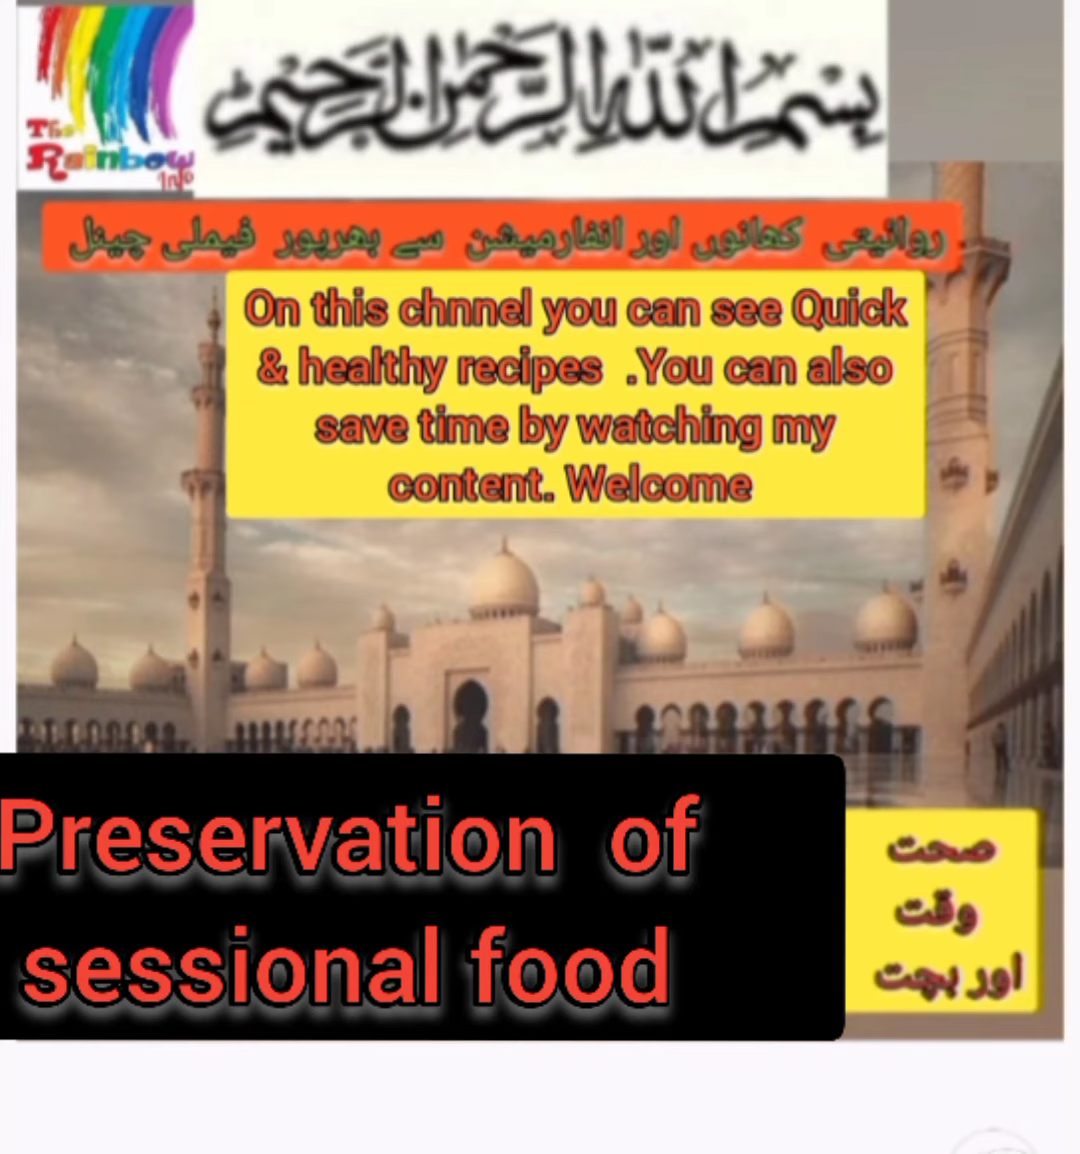 The
Rainbow
Info
بسم الله الرحمن الرحيم
روائیتی کھانوں اور انفارمیشن سے بھرپور فیملی چینل
On this chnnel you can see Quick
& healthy recipes .You can also
save time by watching my
content. Welcome
Preservation of
sessional food
صحت
وقت
اور بچت